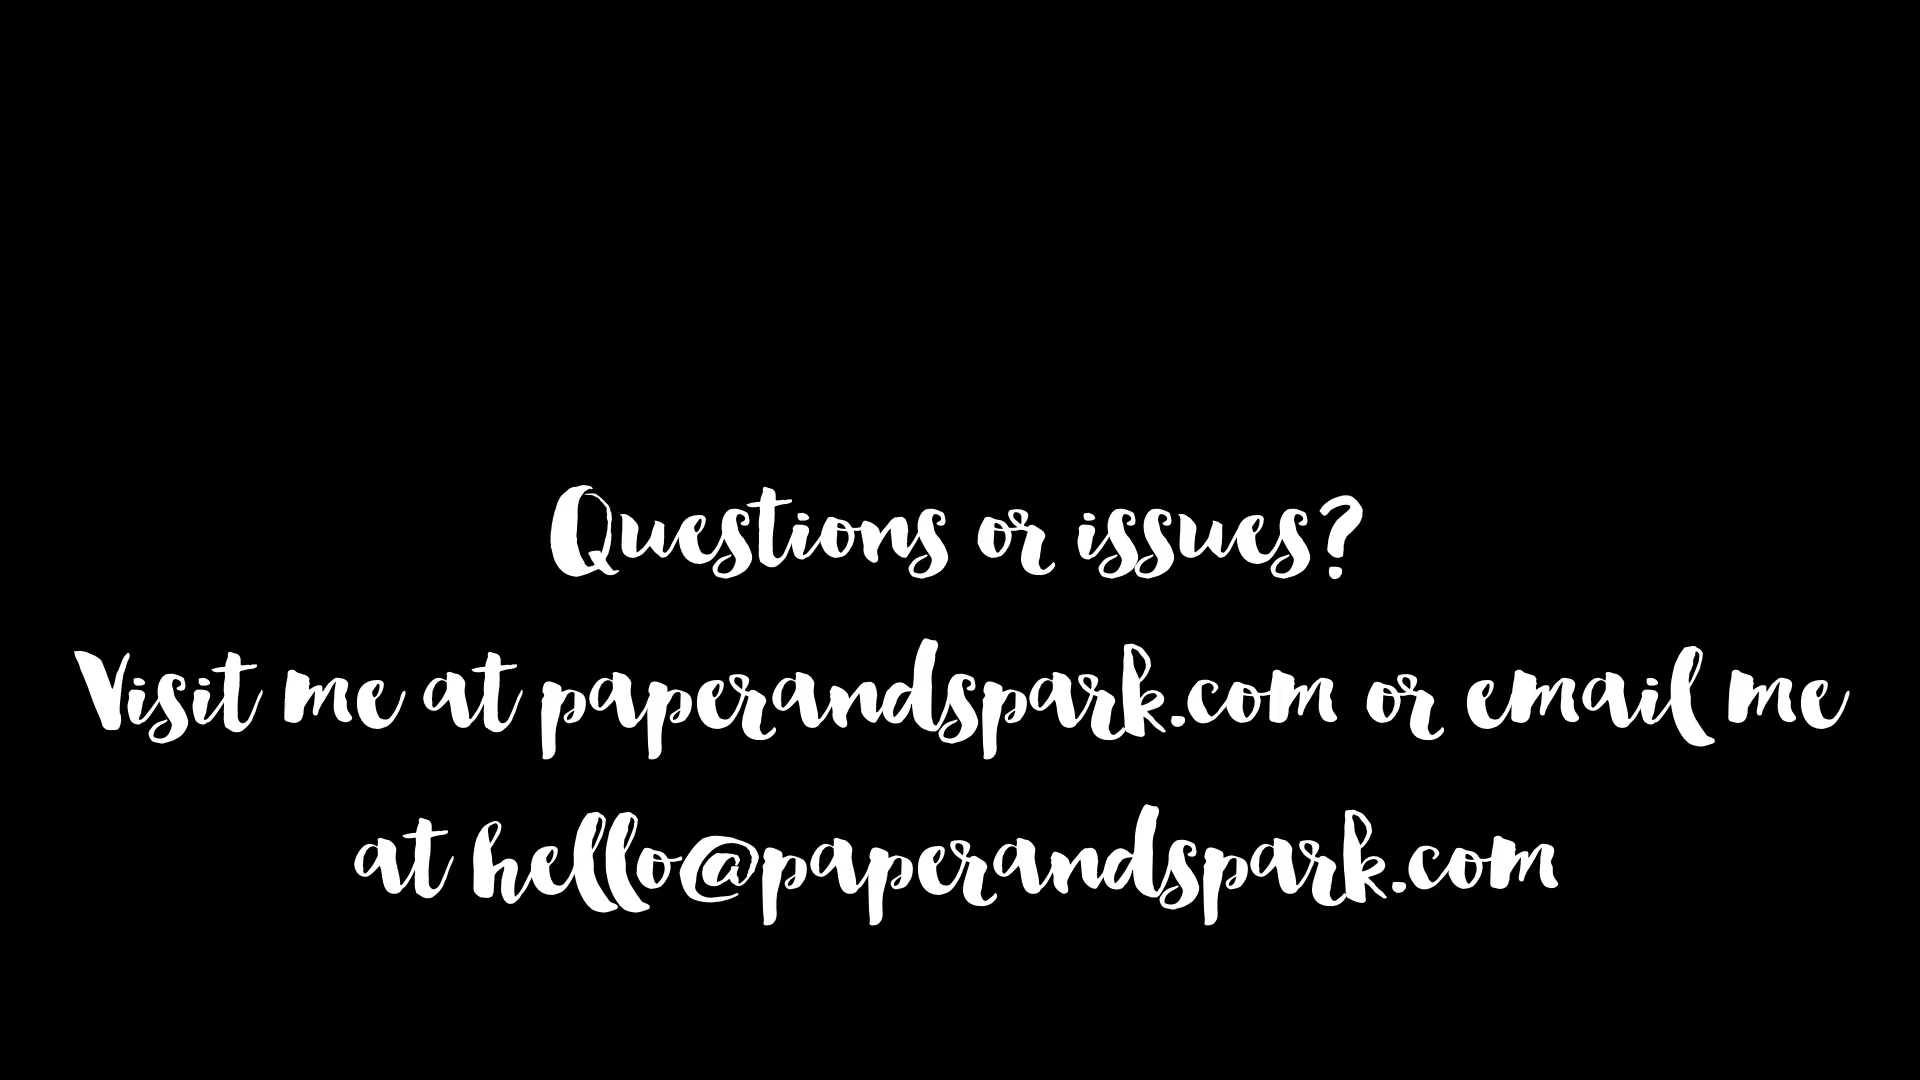 Questions or issues?
Visit me at paperandspark.com or email me
at hello@paperandspark.com